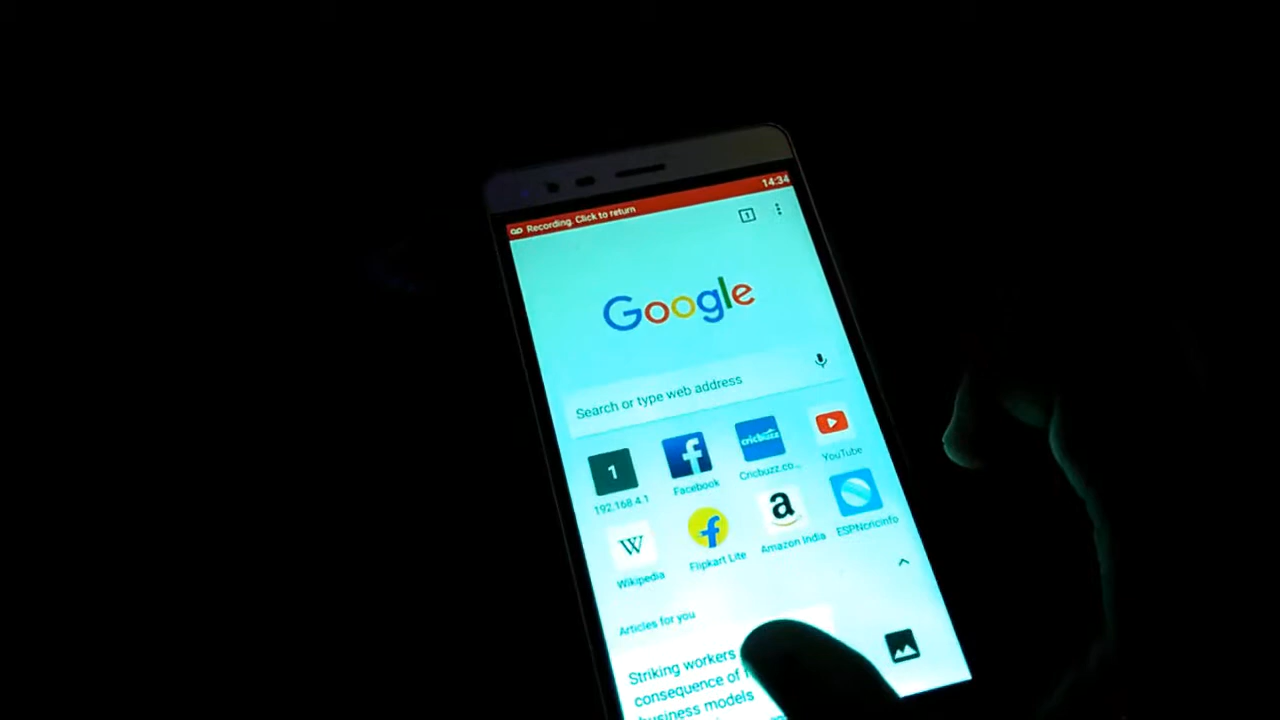 14:34
Recording. Click to return
1
Google
Search or type web address
1
f
cricbuzz
192.168.4.1
Facebook
Cricbuzz.co...
YouTube
W
f
a
Wikipedia
Flipkart Lite
Amazon India
ESPNcricinfo
Articles for you
Striking workers
consequence of
business models